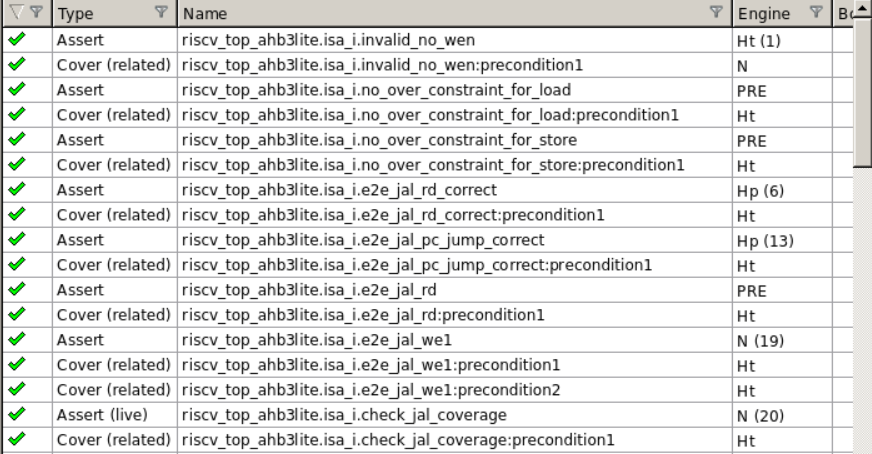 Type Name Engine Bo
Assert riscv_top_ahb3lite.isa_i.invalid_no_wen Ht (1)
Cover (related) riscv_top_ahb3lite.isa_i.invalid_no_wen:precondition1 N
Assert riscv_top_ahb3lite.isa_i.no_over_constraint_for_load PRE
Cover (related) riscv_top_ahb3lite.isa_i.no_over_constraint_for_load:precondition1 Ht
Assert riscv_top_ahb3lite.isa_i.no_over_constraint_for_store PRE
Cover (related) riscv_top_ahb3lite.isa_i.no_over_constraint_for_store:precondition1 Ht
Assert riscv_top_ahb3lite.isa_i.e2e_jal_rd_correct Hp (6)
Cover (related) riscv_top_ahb3lite.isa_i.e2e_jal_rd_correct:precondition1 Ht
Assert riscv_top_ahb3lite.isa_i.e2e_jal_pc_jump_correct Hp (13)
Cover (related) riscv_top_ahb3lite.isa_i.e2e_jal_pc_jump_correct:precondition1 Ht
Assert riscv_top_ahb3lite.isa_i.e2e_jal_rd PRE
Cover (related) riscv_top_ahb3lite.isa_i.e2e_jal_rd:precondition1 Ht
Assert riscv_top_ahb3lite.isa_i.e2e_jal_we1 N (19)
Cover (related) riscv_top_ahb3lite.isa_i.e2e_jal_we1:precondition1 Ht
Cover (related) riscv_top_ahb3lite.isa_i.e2e_jal_we1:precondition2 Ht
Assert (live) riscv_top_ahb3lite.isa_i.check_jal_coverage N (20)
Cover (related) riscv_top_ahb3lite.isa_i.check_jal_coverage:precondition1 Ht